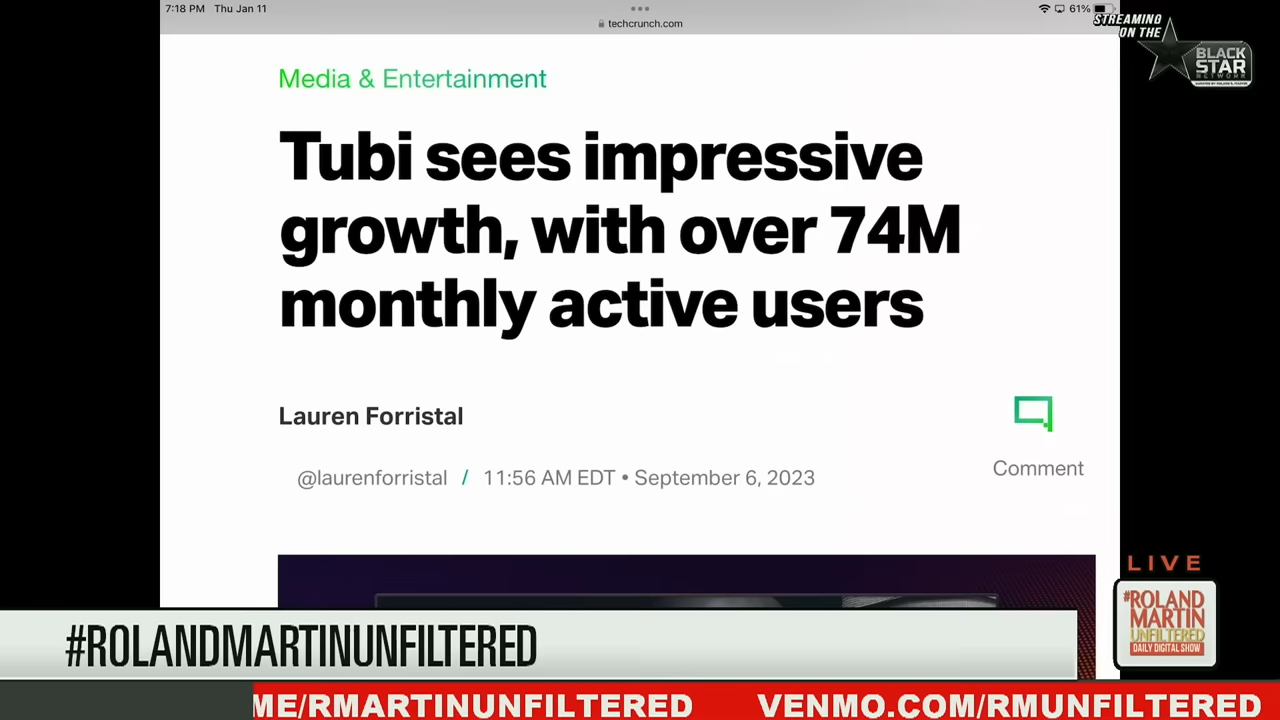 7:18 PM Thu Jan 11
61%
techcrunch.com
STREAMING
ON THE
BLACK
STAR
NETWORK
Media & Entertainment
Tubi sees impressive
growth, with over 74M
monthly active users
Lauren Forristal
@laurenforristal / 11:56 AM EDT • September 6, 2023
Comment
LIVE
#ROLAND
MARTIN
UNFILTERED
DAILY DIGITAL SHOW
#ROLANDMARTINUNFILTERED
ME/RMARTINUNFILTERED VENMO.COM/RMUNFILTERED